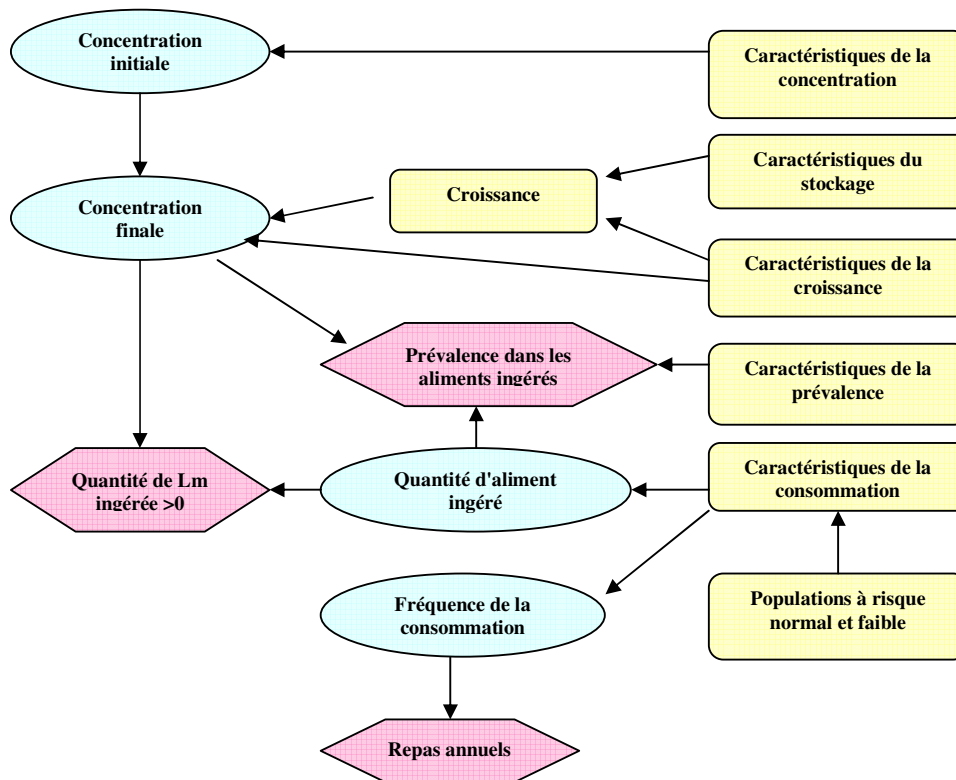 Concentration
initiale
Caractéristiques de la
concentration
Caractéristiques du
stockage
Croissance
Concentration
finale
Caractéristiques de la
croissance
Prévalence dans les
aliments ingérés
Caractéristiques de la
prévalence
Quantité de Lm
ingérée >0
Quantité d'aliment
ingéré
Caractéristiques de la
consommation
Fréquence de la
consommation
Populations à risque
normal et faible
Repas annuels